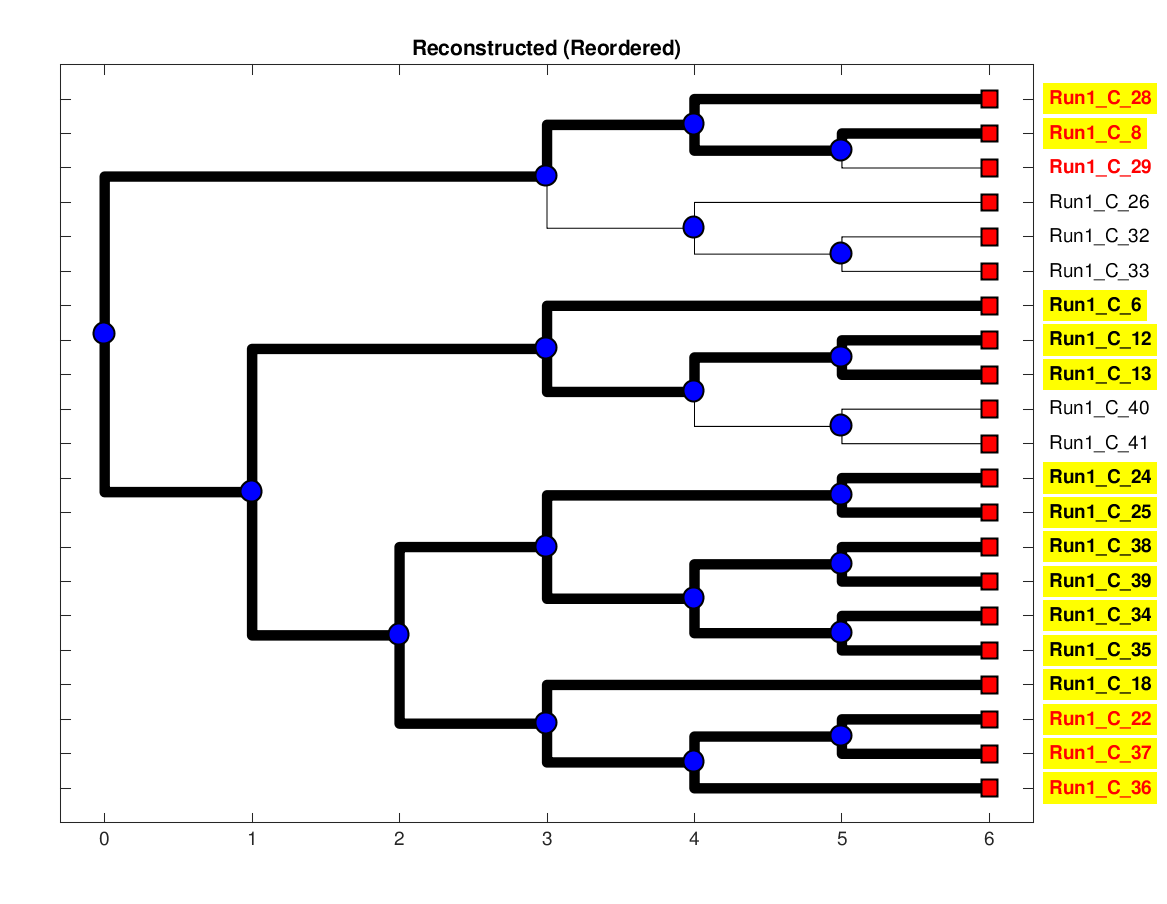 Reconstructed (Reordered)
Run1_C_28
Run1_C_8
Run1_C_29
Run1_C_26
Run1_C_32
Run1_C_33
Run1_C_6
Run1_C_12
Run1_C_13
Run1_C_40
Run1_C_41
Run1_C_24
Run1_C_25
Run1_C_38
Run1_C_39
Run1_C_34
Run1_C_35
Run1_C_18
Run1_C_22
Run1_C_37
Run1_C_36
0 1 2 3 4 5 6